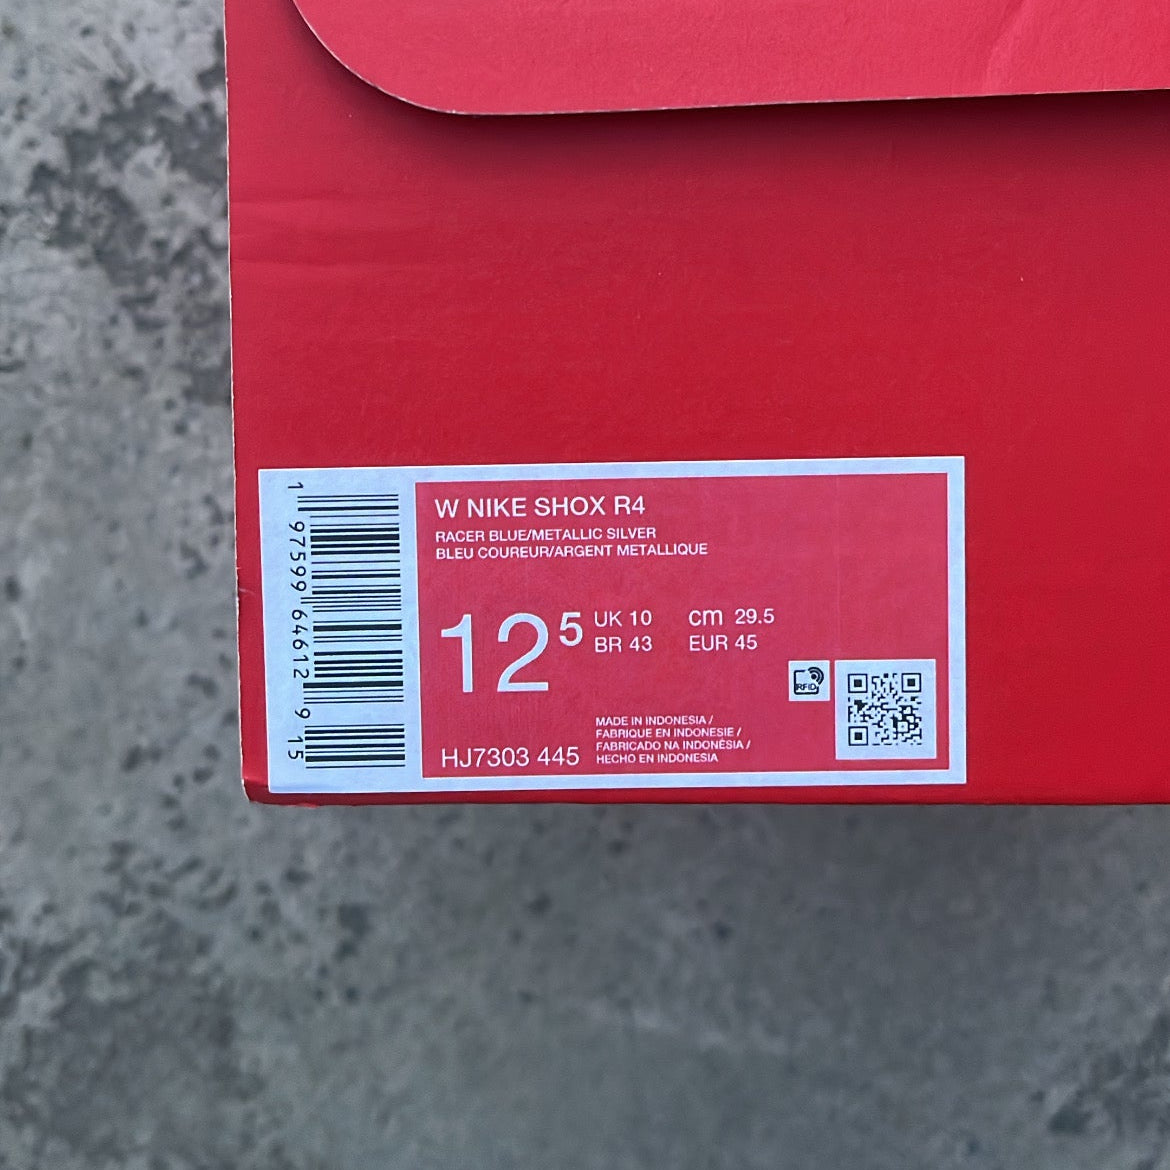 W NIKE SHOX R4
RACER BLUE/METALLIC SILVER
BLEU COUREUR/ARGENT METALLIQUE
12 5
UK 10 cm 29.5
BR 43 EUR 45
RFID
MADE IN INDONESIA /
FABRIQUE EN INDONESIE /
FABRICADO NA INDONÉSIA /
HECHO EN INDONESIA
HJ7303 445
1 97599 64612 9 15